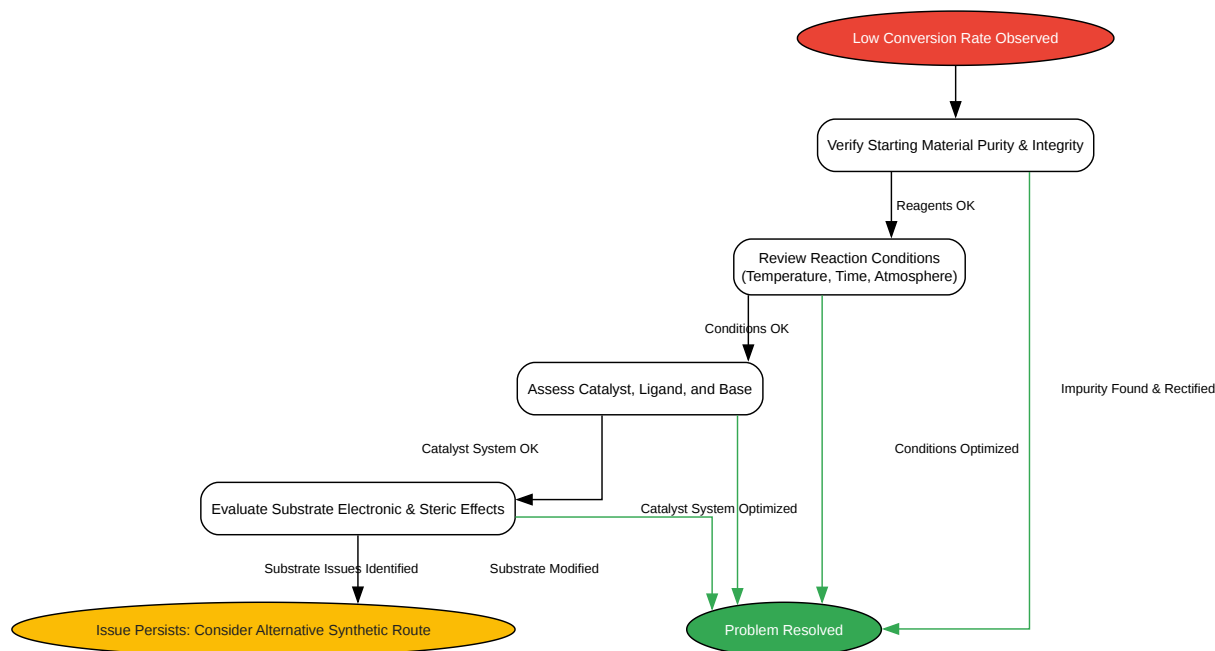 Low Conversion Rate Observed
Verify Starting Material Purity & Integrity
Reagents OK
Review Reaction Conditions
(Temperature, Time, Atmosphere)
Conditions OK
Assess Catalyst, Ligand, and Base
Impurity Found & Rectified
Catalyst System OK
Conditions Optimized
Evaluate Substrate Electronic & Steric Effects
Catalyst System Optimized
Substrate Issues Identified
Substrate Modified
Issue Persists: Consider Alternative Synthetic Route
Problem Resolved